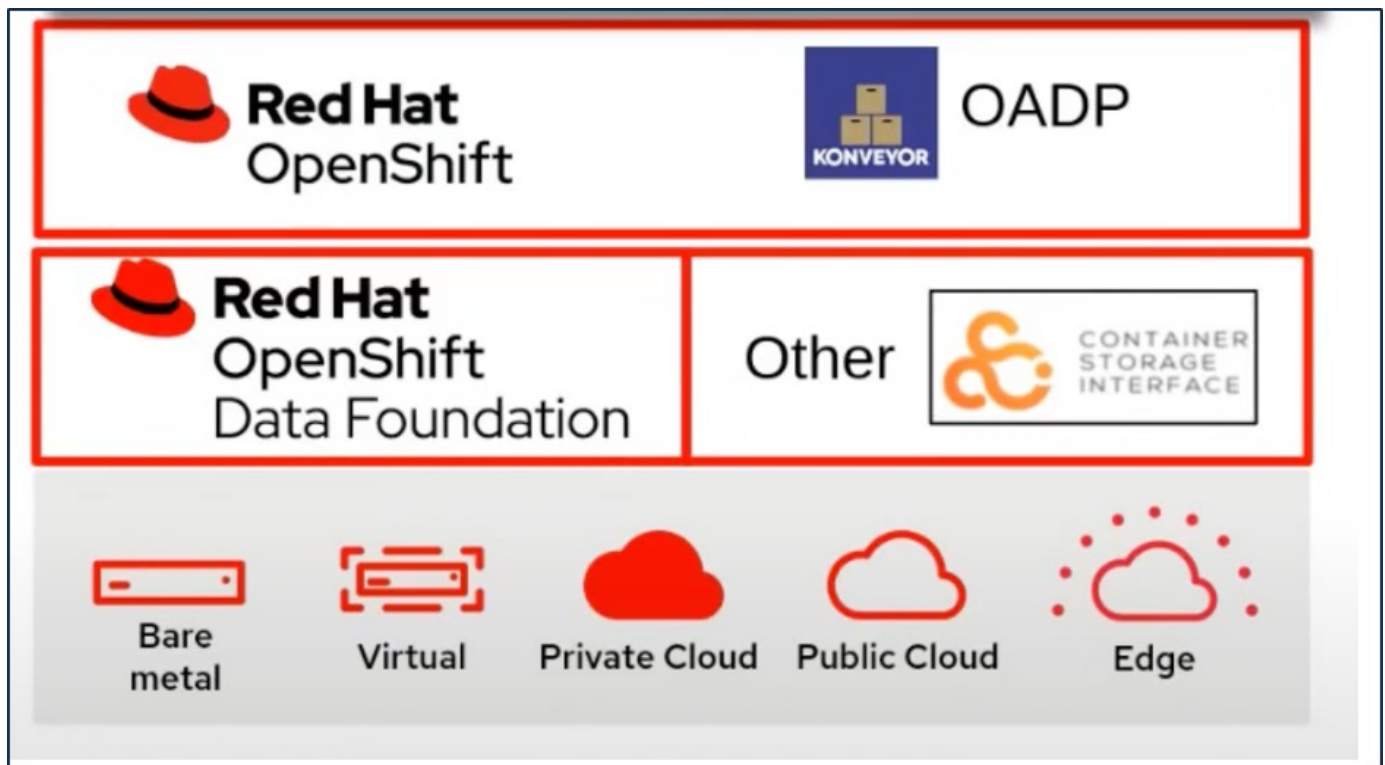 Red Hat
OpenShift
KONVEYOR
OADP
Red Hat
OpenShift
Data Foundation
Other
CONTAINER
STORAGE
INTERFACE
Bare
metal
Virtual
Private Cloud
Public Cloud
Edge